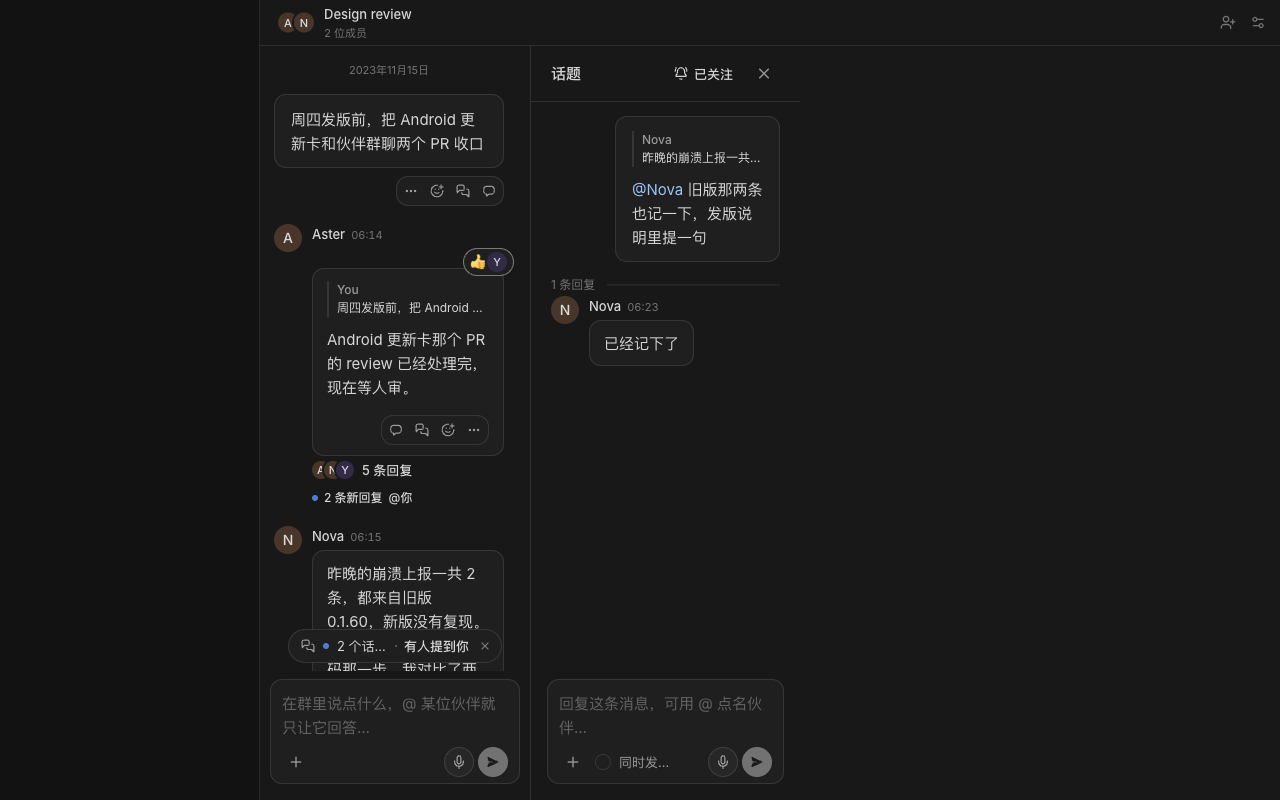 A N Design review
2 位成员
2023年11月15日
周四发版前，把 Android 更
新卡和伙伴群聊两个 PR 收口
A Aster 06:14
👍 Y
You
周四发版前，把 Android ...
Android 更新卡那个 PR
的 review 已经处理完，
现在等人审。
A N Y 5 条回复
2 条新回复 @你
N Nova 06:15
昨晚的崩溃上报一共 2
条，都来自旧版
0.1.60，新版没有复现。
2 个话... · 有人提到你
码那一步，我对比了两
在群里说点什么，@ 某位伙伴就
只让它回答...
话题 已关注
Nova
昨晚的崩溃上报一共...
@Nova 旧版那两条
也记一下，发版说
明里提一句
1 条回复
N Nova 06:23
已经记下了
回复这条消息，可用 @ 点名伙
伴...
同时发...